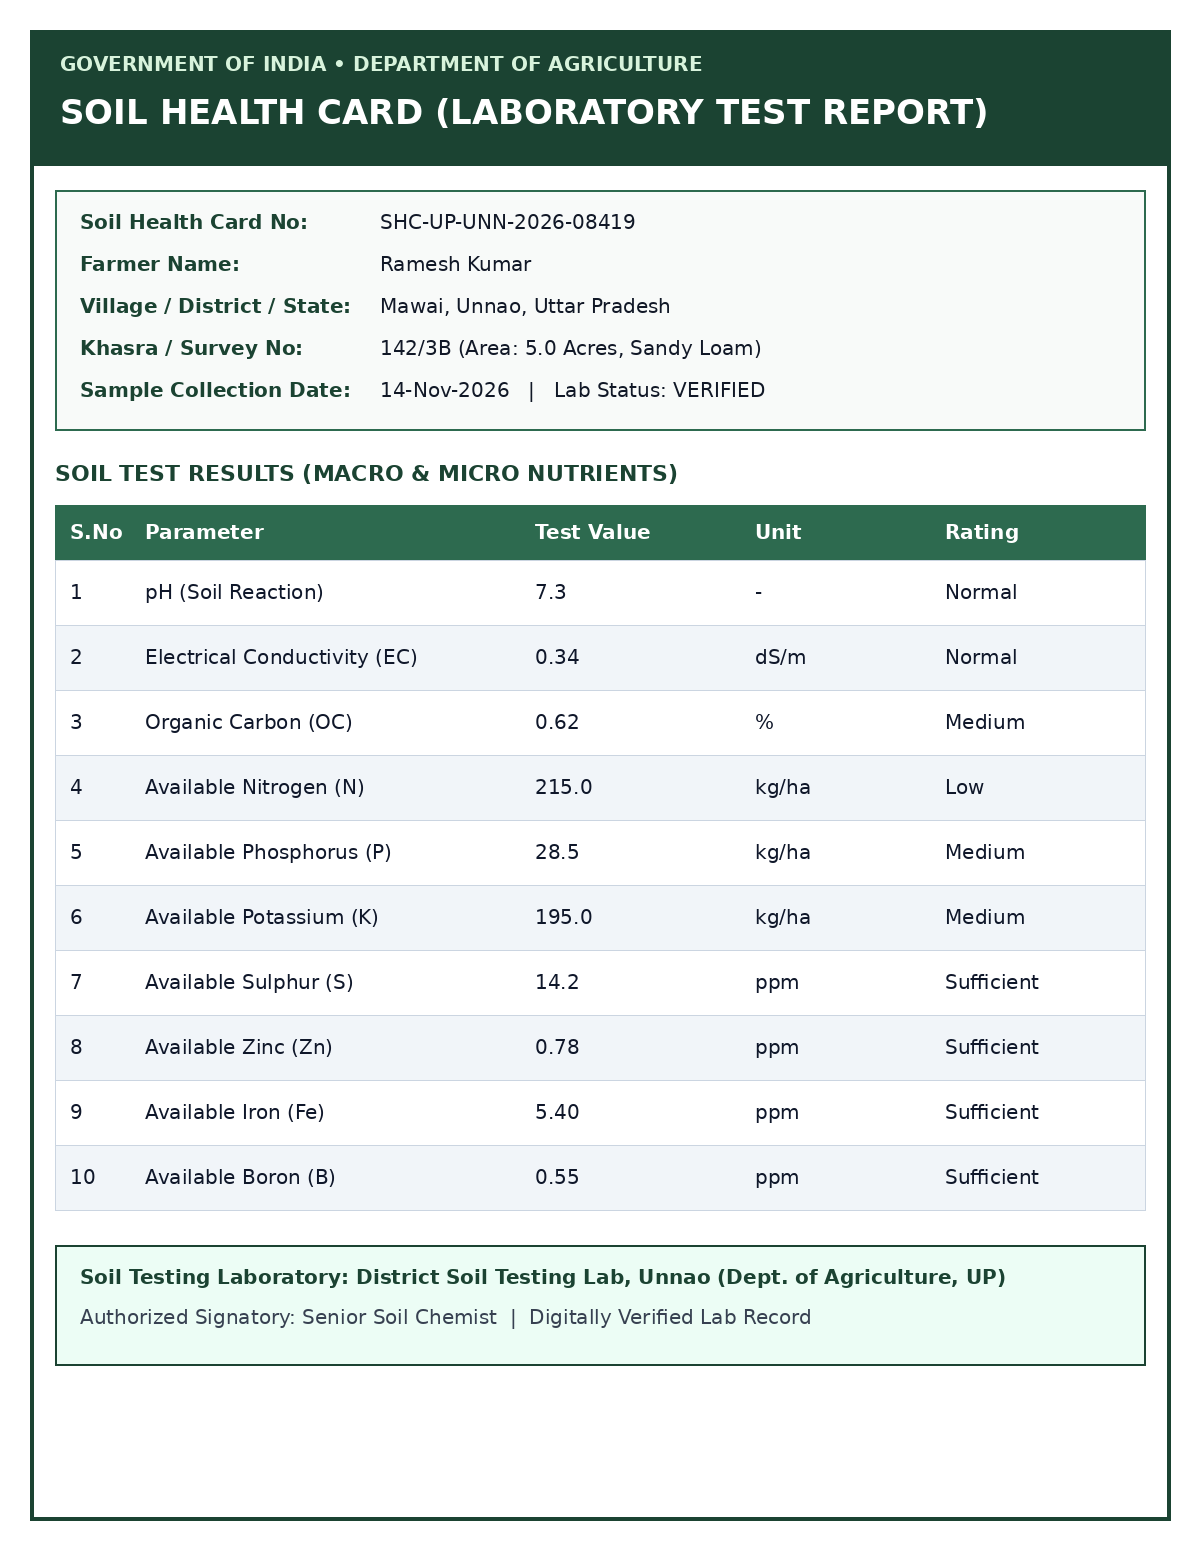 GOVERNMENT OF INDIA • DEPARTMENT OF AGRICULTURE
SOIL HEALTH CARD (LABORATORY TEST REPORT)
Soil Health Card No: SHC-UP-UNN-2026-08419
Farmer Name: Ramesh Kumar
Village / District / State: Mawai, Unnao, Uttar Pradesh
Khasra / Survey No: 142/3B (Area: 5.0 Acres, Sandy Loam)
Sample Collection Date: 14-Nov-2026 | Lab Status: VERIFIED
SOIL TEST RESULTS (MACRO & MICRO NUTRIENTS)
S.No Parameter Test Value Unit Rating
1 pH (Soil Reaction) 7.3 - Normal
2 Electrical Conductivity (EC) 0.34 dS/m Normal
3 Organic Carbon (OC) 0.62 % Medium
4 Available Nitrogen (N) 215.0 kg/ha Low
5 Available Phosphorus (P) 28.5 kg/ha Medium
6 Available Potassium (K) 195.0 kg/ha Medium
7 Available Sulphur (S) 14.2 ppm Sufficient
8 Available Zinc (Zn) 0.78 ppm Sufficient
9 Available Iron (Fe) 5.40 ppm Sufficient
10 Available Boron (B) 0.55 ppm Sufficient
Soil Testing Laboratory: District Soil Testing Lab, Unnao (Dept. of Agriculture, UP)
Authorized Signatory: Senior Soil Chemist | Digitally Verified Lab Record